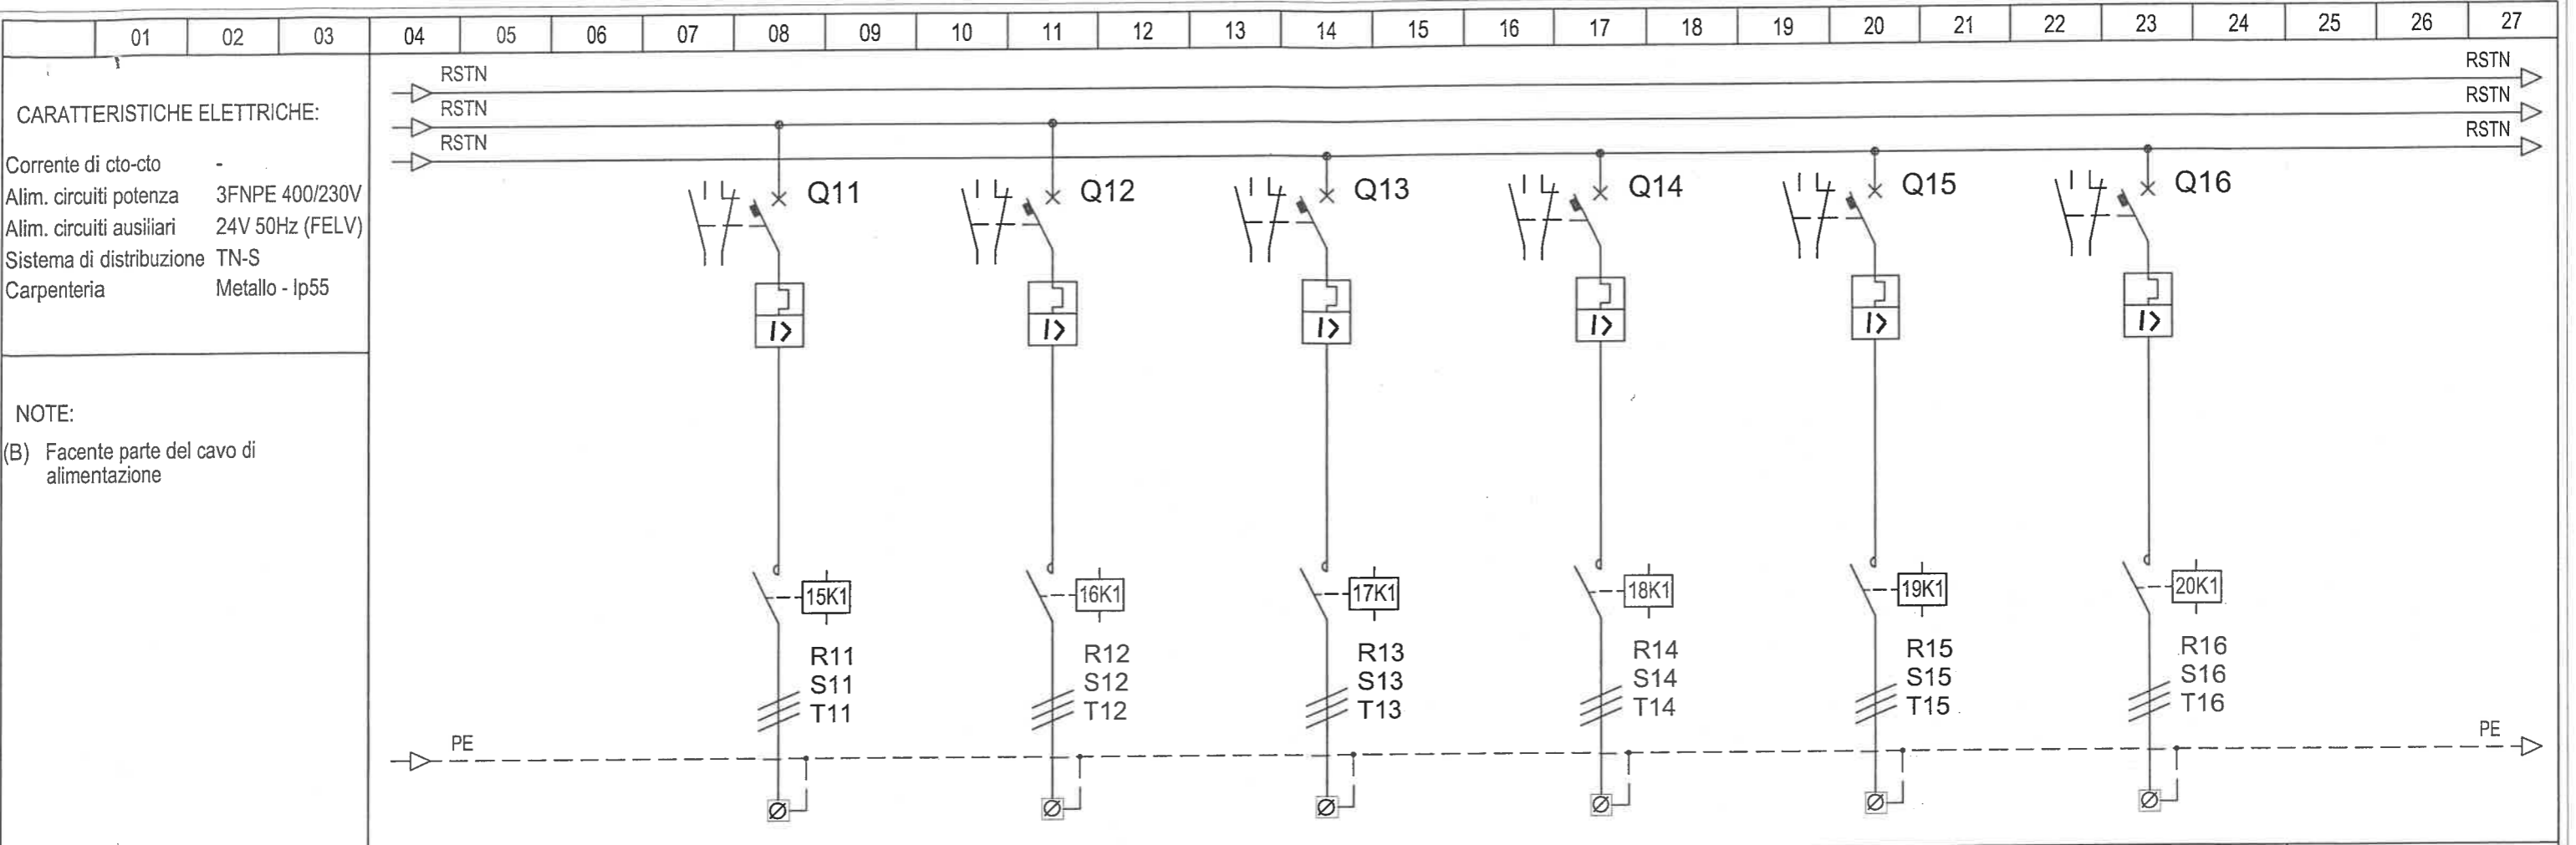 01 02 03 04 05 06 07 08 09 10 11 12 13 14 15 16 17 18 19 20 21 22 23 24 25 26 27
CARATTERISTICHE ELETTRICHE:
Corrente di cto-cto -
Alim. circuiti potenza 3FNPE 400/230V
Alim. circuiti ausiliari 24V 50Hz (FELV)
Sistema di distribuzione TN-S
Carpenteria Metallo - Ip55
NOTE:
(B) Facente parte del cavo di
alimentazione
RSTN RSTN
RSTN RSTN
RSTN RSTN
Q11 Q12 Q13 Q14 Q15 Q16
I> I> I> I> I> I>
15K1 16K1 17K1 18K1 19K1 20K1
R11 R12 R13 R14 R15 R16
S11 S12 S13 S14 S15 S16
T11 T12 T13 T14 T15 T16
PE PE